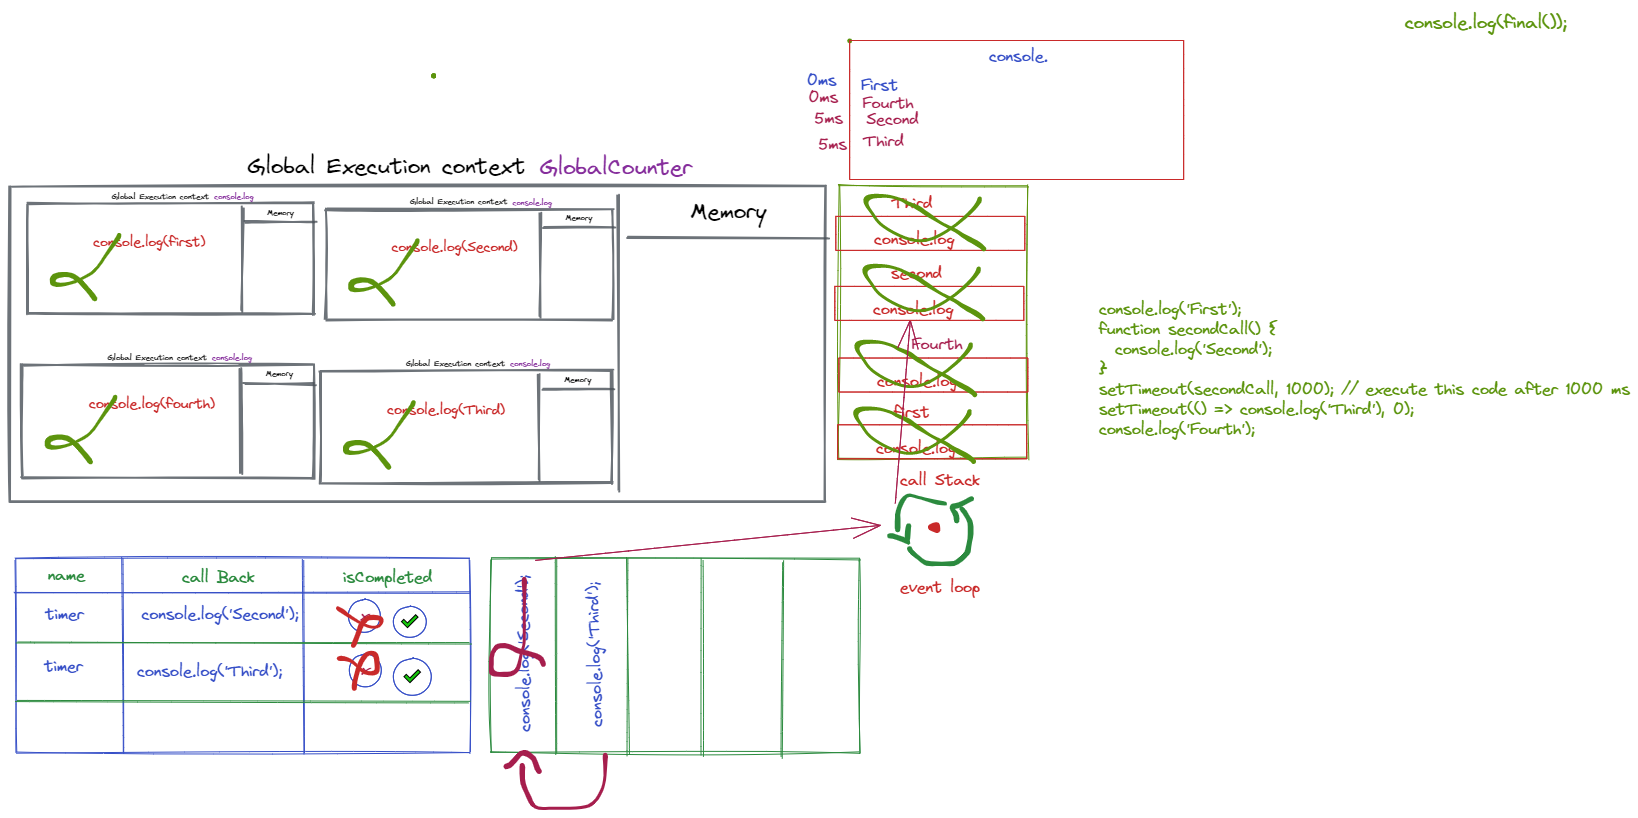 console.log(final());
console.
0ms First
0ms Fourth
5ms Second
5ms Third
Global Execution context GlobalCounter
Global Execution context console.log
Memory
console.log(first)
Global Execution context console.log
Memory
console.log(Second)
Memory
Global Execution context console.log
Memory
console.log(fourth)
Global Execution context console.log
Memory
console.log(Third)
Third
console.log
second
console.log
Fourth
console.log
first
console.log
call Stack
event loop
console.log('First');
function secondCall() {
console.log('Second');
}
setTimeout(secondCall, 1000); // execute this code after 1000 ms
setTimeout(() => console.log('Third'), 0);
console.log('Fourth');
name call Back isCompleted
timer console.log('Second');
timer console.log('Third');
console.log('Second');
console.log('Third');